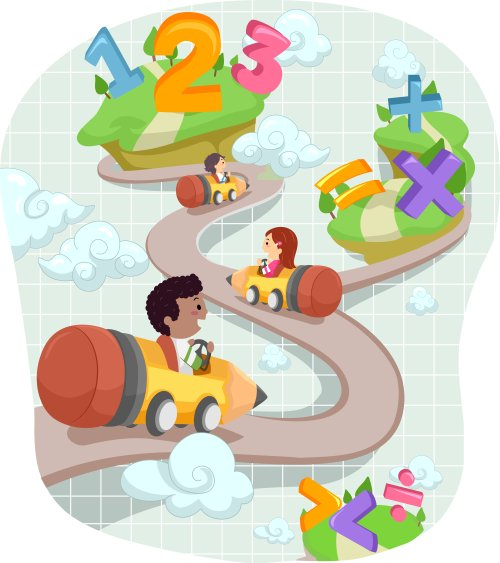 1 2 3
+
= ×
> < ÷